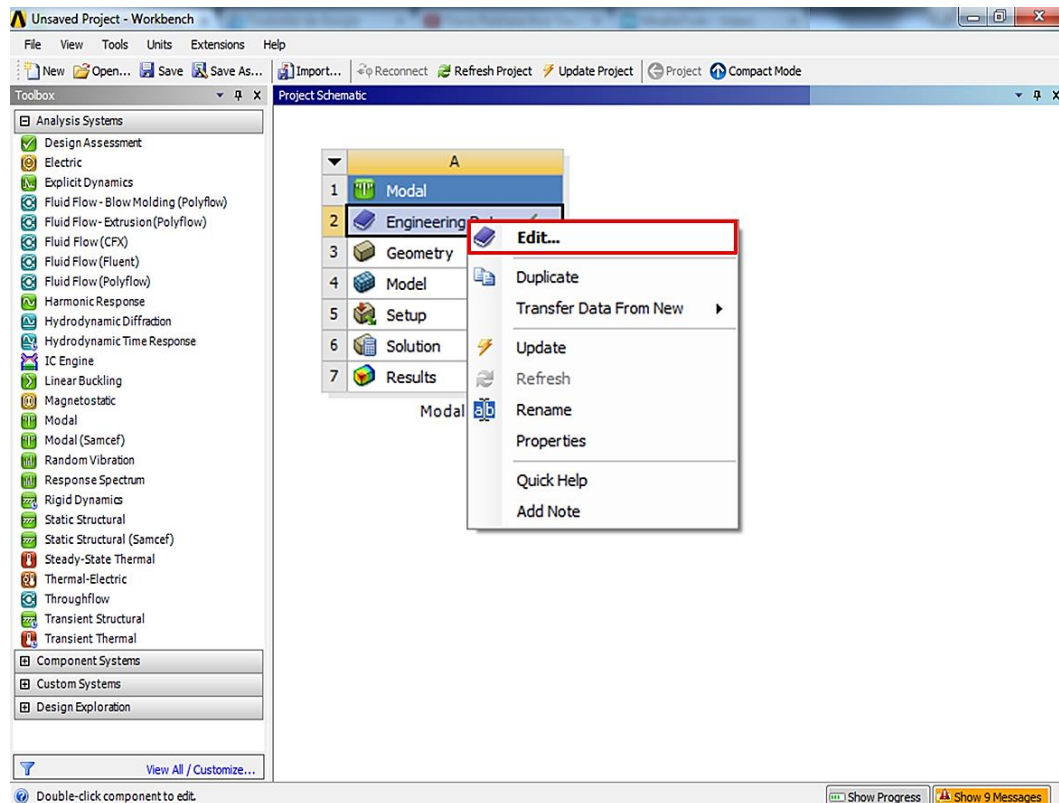 Unsaved Project - Workbench
File View Tools Units Extensions Help
New Open... Save Save As... Import... Reconnect Refresh Project Update Project Project Compact Mode
Toolbox
Analysis Systems
Design Assessment
Electric
Explicit Dynamics
Fluid Flow - Blow Molding (Polyflow)
Fluid Flow - Extrusion (Polyflow)
Fluid Flow (CFX)
Fluid Flow (Fluent)
Fluid Flow (Polyflow)
Harmonic Response
Hydrodynamic Diffraction
Hydrodynamic Time Response
IC Engine
Linear Buckling
Magnetostatic
Modal
Modal (Samcef)
Random Vibration
Response Spectrum
Rigid Dynamics
Static Structural
Static Structural (Samcef)
Steady-State Thermal
Thermal-Electric
Throughflow
Transient Structural
Transient Thermal
Component Systems
Custom Systems
Design Exploration
View All / Customize...
Project Schematic
A
1 Modal
2 Engineering
3 Geometry
4 Model
5 Setup
6 Solution
7 Results
Modal
Edit...
Duplicate
Transfer Data From New
Update
Refresh
ab Rename
Properties
Quick Help
Add Note
Double-click component to edit.
Show Progress
Show 9 Messages